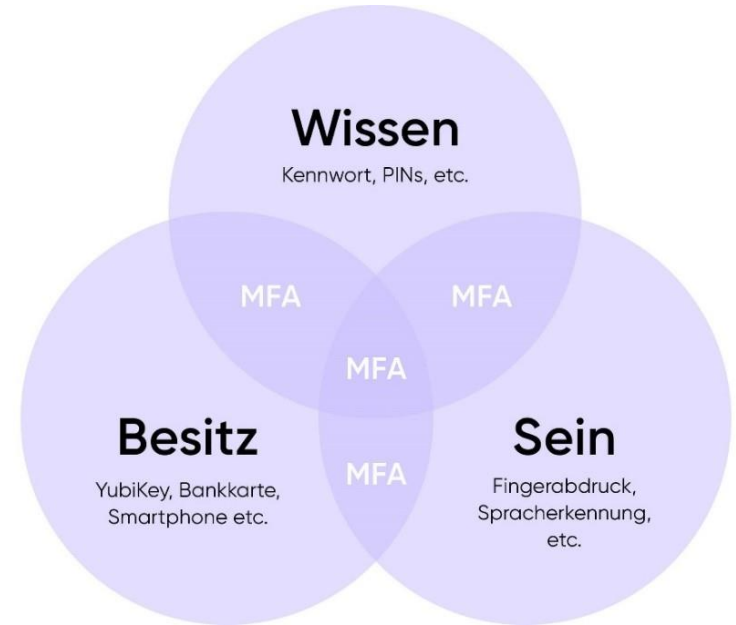 Wissen
Kennwort, PINs, etc.
MFA
MFA
MFA
Besitz
YubiKey, Bankkarte,
Smartphone etc.
MFA
Sein
Fingerabdruck,
Spracherkennung,
etc.